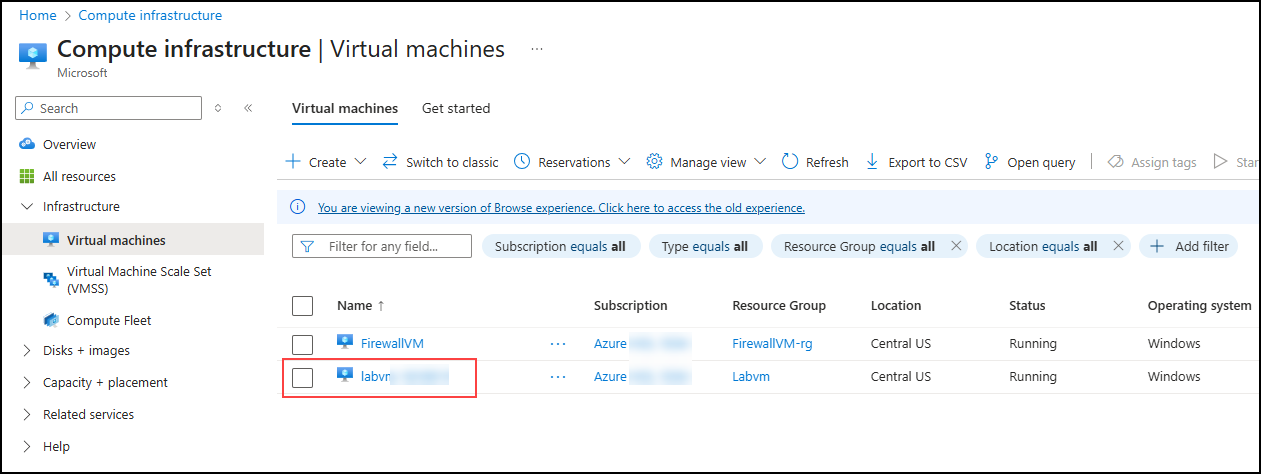 Home > Compute infrastructure
Compute infrastructure | Virtual machines ...
Microsoft
Search
Overview
All resources
Infrastructure
Virtual machines
Virtual Machine Scale Set
(VMSS)
Compute Fleet
Disks + images
Capacity + placement
Related services
Help
Virtual machines Get started
Create Switch to classic Reservations Manage view Refresh Export to CSV Open query Assign tags Star
You are viewing a new version of Browse experience. Click here to access the old experience.
Filter for any field... Subscription equals all Type equals all Resource Group equals all Location equals all Add filter
Name ↑ Subscription Resource Group Location Status Operating system
FirewallVM ... Azure FirewallVM-rg Central US Running Windows
labvm ... Azure Labvm Central US Running Windows